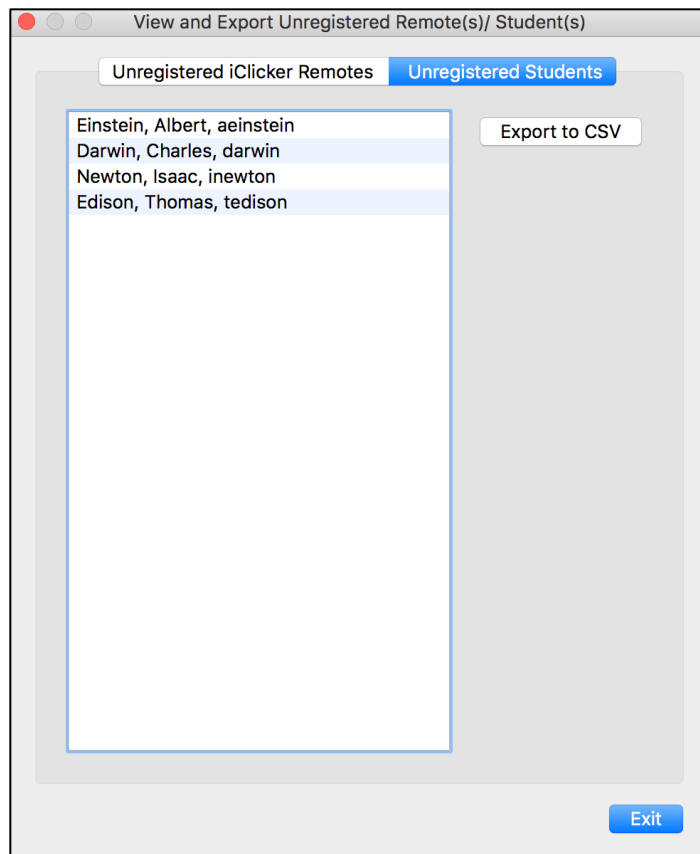 View and Export Unregistered Remote(s)/ Student(s)
Unregistered iClicker Remotes
Unregistered Students
Einstein, Albert, aeinstein
Darwin, Charles, darwin
Newton, Isaac, inewton
Edison, Thomas, tedison
Export to CSV
Exit